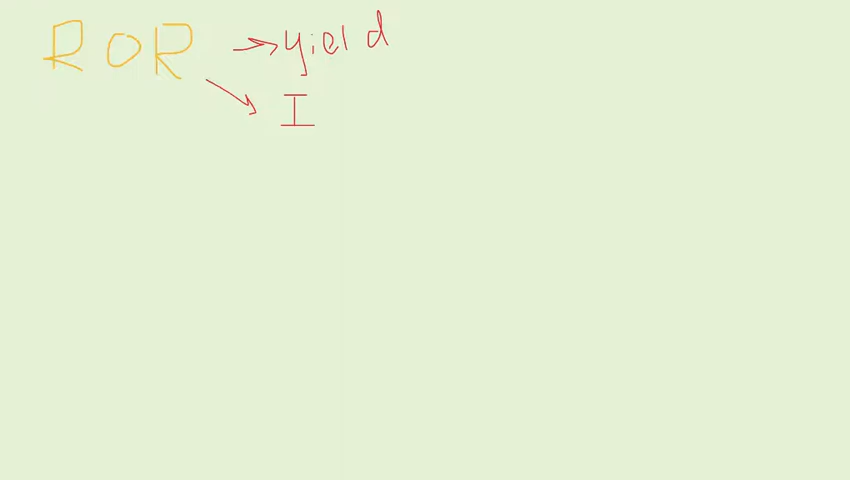 ROR → yield
I